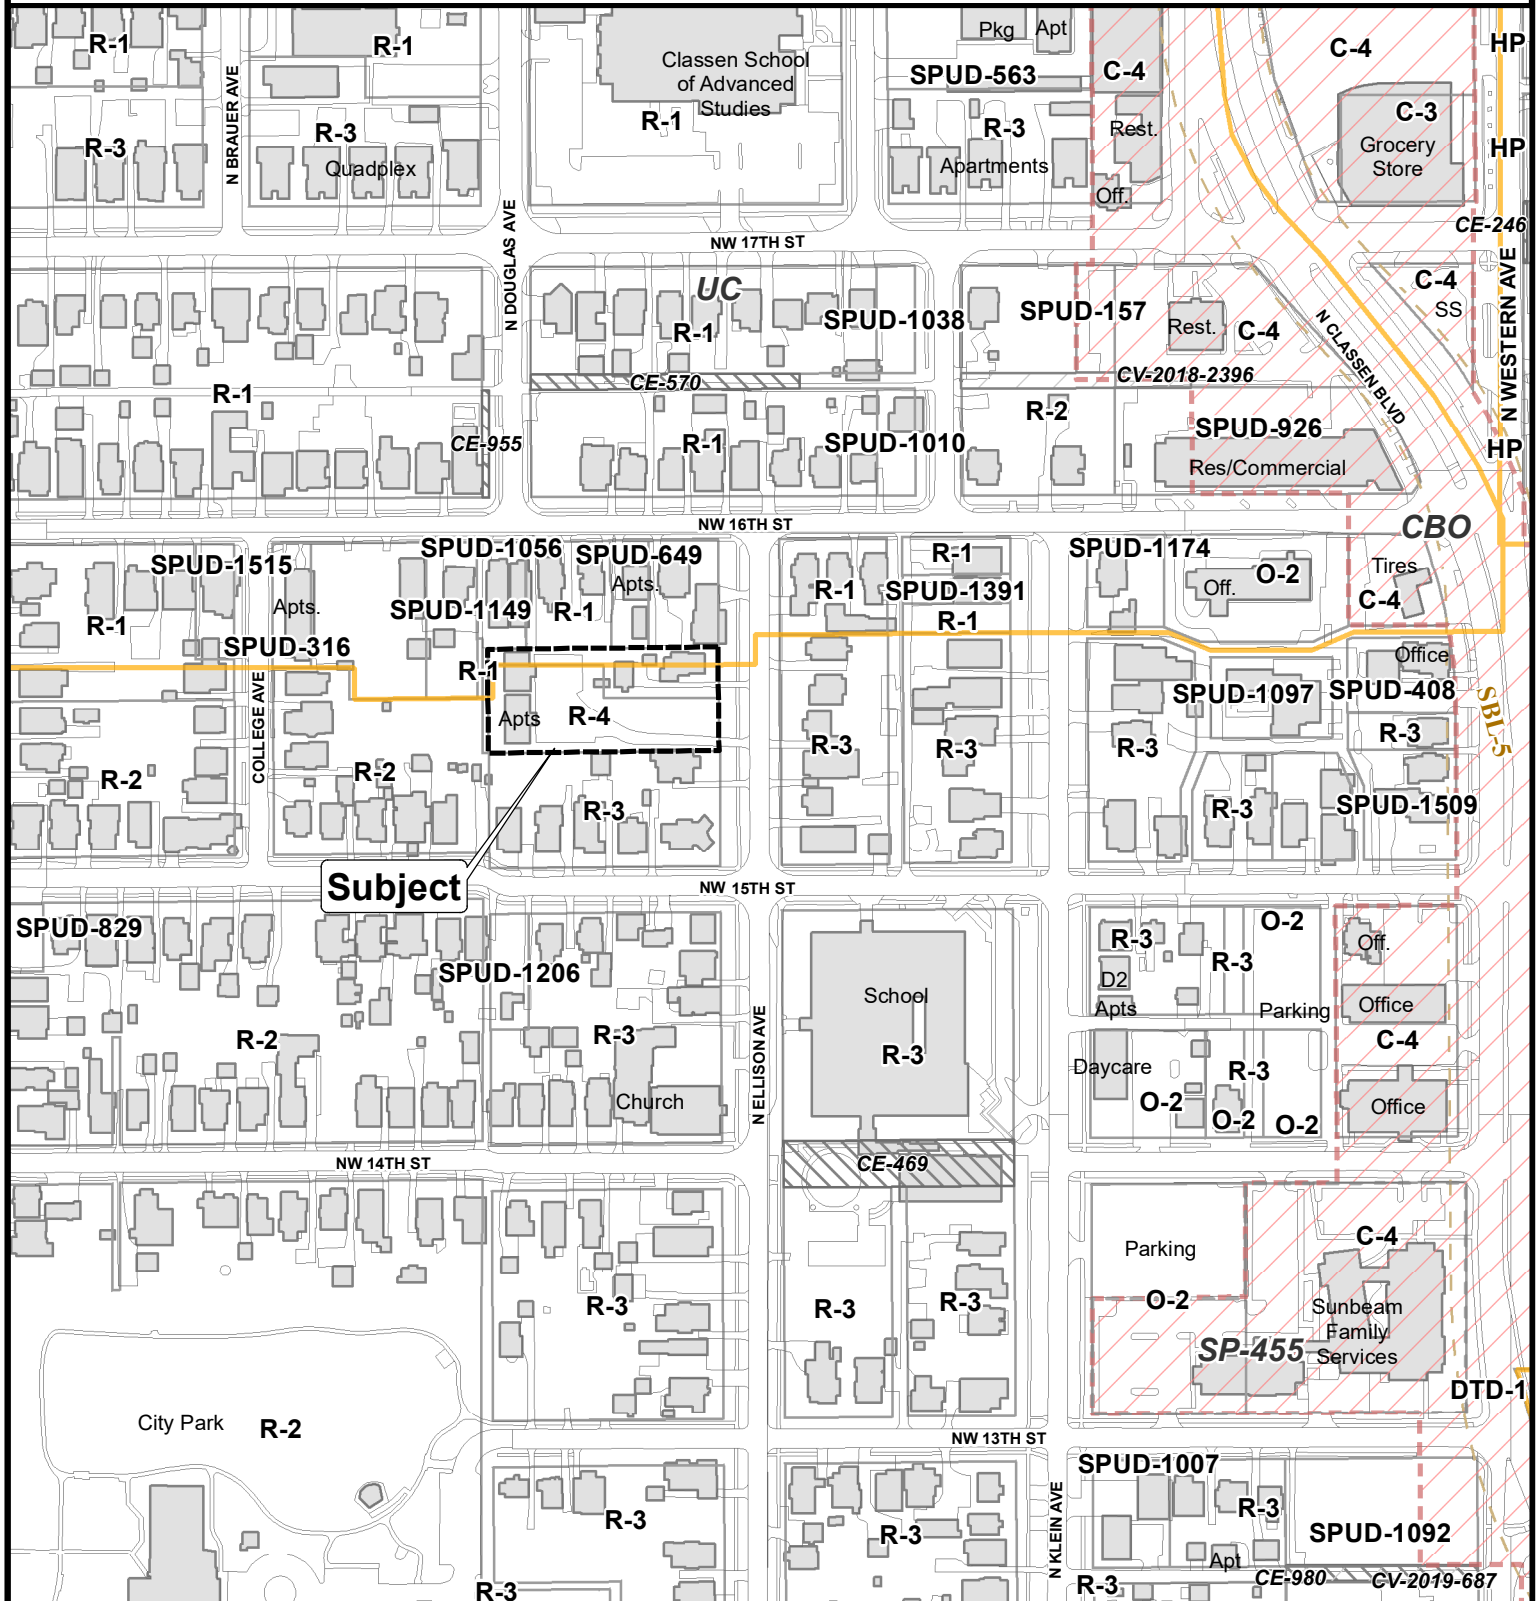 R-1
R-1
Classen School
of Advanced
Studies
R-1
Pkg
Apt
SPUD-563
C-4
C-4
HP
C-3
Grocery
Store
HP
R-3
N BRAUER AVE
R-3
Quadplex
R-3
Apartments
Rest.
Off.
CE-246
NW 17TH ST
N DOUGLAS AVE
UC
R-1
SPUD-1038
SPUD-157
Rest.
C-4
C-4
SS
N CLASSEN BLVD
N WESTERN AVE
CE-570
CV-2018-2396
R-1
CE-955
R-1
SPUD-1010
R-2
SPUD-926
Res/Commercial
HP
NW 16TH ST
CBO
SPUD-1515
SPUD-1056
SPUD-649
Apts.
R-1
SPUD-1174
Off.
O-2
Tires
C-4
Apts.
SPUD-1149
R-1
R-1
SPUD-1391
R-1
R-1
SPUD-316
R-1
Apts
R-4
COLLEGE AVE
Office
SPUD-1097
SPUD-408
SBL-5
R-3
R-3
R-3
R-3
R-2
R-2
R-3
R-3
SPUD-1509
Subject
NW 15TH ST
SPUD-829
SPUD-1206
School
R-3
R-3
D2
Apts
R-3
O-2
Parking
Off.
Office
C-4
R-2
R-3
Church
N ELLISON AVE
Daycare
O-2
R-3
O-2
O-2
Office
NW 14TH ST
CE-469
Parking
C-4
R-3
R-3
R-3
O-2
Sunbeam
Family
Services
SP-455
DTD-1
City Park
R-2
NW 13TH ST
SPUD-1007
R-3
R-3
R-3
N KLEIN AVE
SPUD-1092
Apt
R-3
R-3
CE-980
CV-2019-687